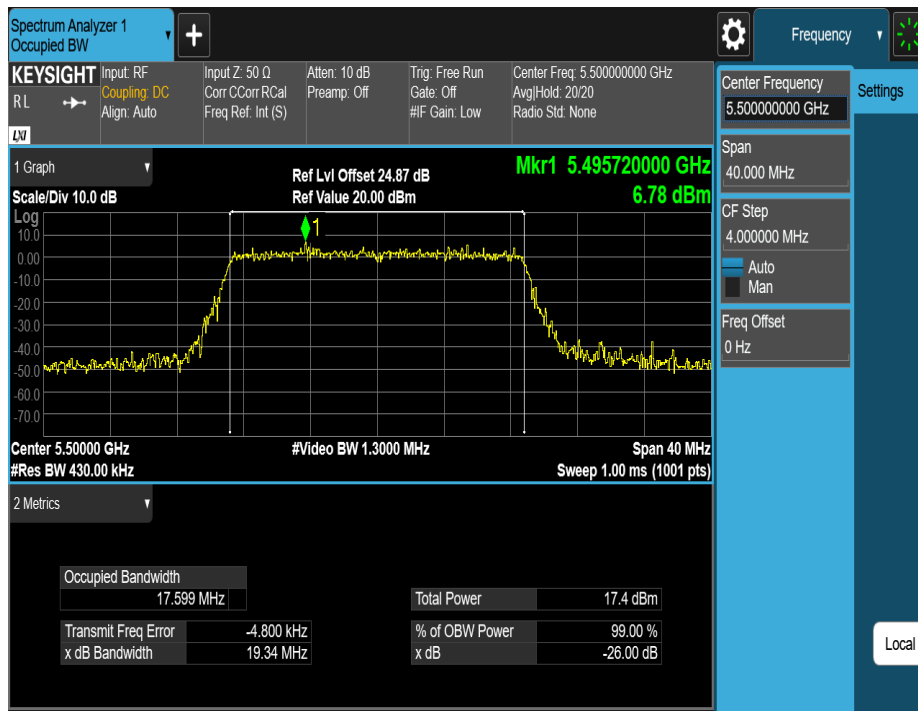 Spectrum Analyzer 1
Occupied BW
+
Frequency
KEYSIGHT
RL
LXI
Input: RF
Coupling: DC
Align: Auto
Input Z: 50 Ω
Corr CCorr RCal
Freq Ref: Int (S)
Atten: 10 dB
Preamp: Off
Trig: Free Run
Gate: Off
#IF Gain: Low
Center Freq: 5.500000000 GHz
Avg|Hold: 20/20
Radio Std: None
Center Frequency
5.500000000 GHz
Settings
Span
40.000 MHz
CF Step
4.000000 MHz
Auto
Man
Freq Offset
0 Hz
Local
1 Graph
Scale/Div 10.0 dB
Ref Lvl Offset 24.87 dB
Ref Value 20.00 dBm
Mkr1 5.495720000 GHz
6.78 dBm
Log
1
10.0
0.00
-10.0
-20.0
-30.0
-40.0
-50.0
-60.0
-70.0
Center 5.50000 GHz
#Video BW 1.3000 MHz
Span 40 MHz
#Res BW 430.00 kHz
Sweep 1.00 ms (1001 pts)
2 Metrics
Occupied Bandwidth
17.599 MHz
Total Power 17.4 dBm
Transmit Freq Error -4.800 kHz
% of OBW Power 99.00 %
x dB Bandwidth 19.34 MHz
x dB -26.00 dB